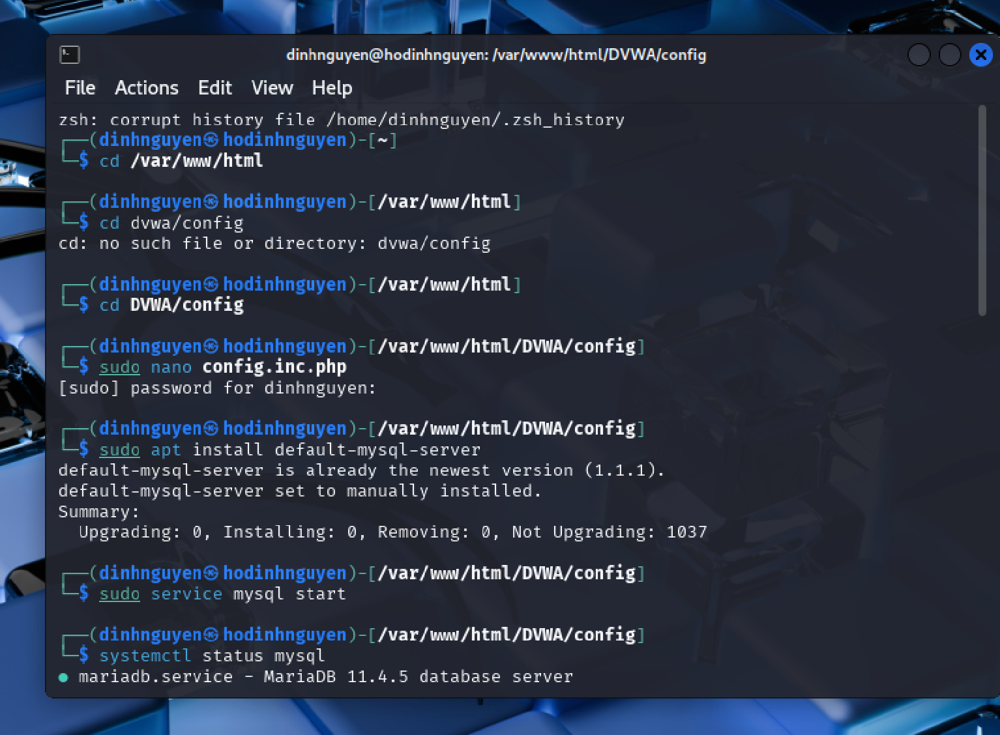 dinhnguyen@hodinhnguyen: /var/www/html/DVWA/config
File Actions Edit View Help
zsh: corrupt history file /home/dinhnguyen/.zsh_history
┌──(dinhnguyen㉿hodinhnguyen)-[~]
└─$ cd /var/www/html
┌──(dinhnguyen㉿hodinhnguyen)-[/var/www/html]
└─$ cd dvwa/config
cd: no such file or directory: dvwa/config
┌──(dinhnguyen㉿hodinhnguyen)-[/var/www/html]
└─$ cd DVWA/config
┌──(dinhnguyen㉿hodinhnguyen)-[/var/www/html/DVWA/config]
└─$ sudo nano config.inc.php
[sudo] password for dinhnguyen:
┌──(dinhnguyen㉿hodinhnguyen)-[/var/www/html/DVWA/config]
└─$ sudo apt install default-mysql-server
default-mysql-server is already the newest version (1.1.1).
default-mysql-server set to manually installed.
Summary:
  Upgrading: 0, Installing: 0, Removing: 0, Not Upgrading: 1037
┌──(dinhnguyen㉿hodinhnguyen)-[/var/www/html/DVWA/config]
└─$ sudo service mysql start
┌──(dinhnguyen㉿hodinhnguyen)-[/var/www/html/DVWA/config]
└─$ systemctl status mysql
● mariadb.service - MariaDB 11.4.5 database server